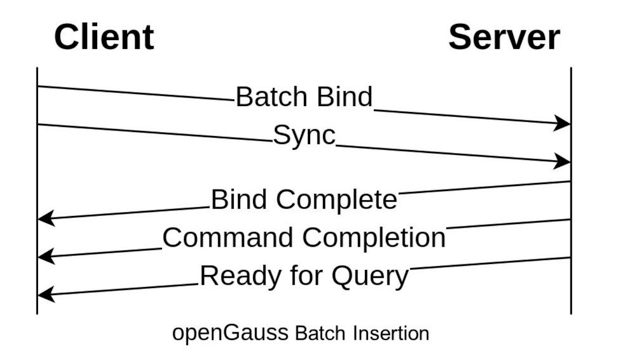 Client Server
Batch Bind
Sync
Bind Complete
Command Completion
Ready for Query
openGauss Batch Insertion